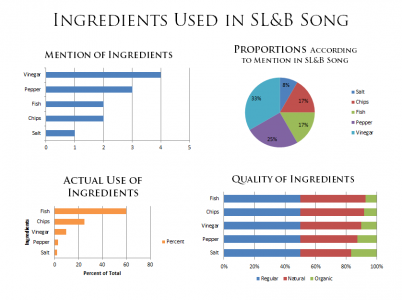 INGREDIENTS USED IN SL&B SONG
MENTION OF INGREDIENTS
Vinegar
Pepper
Fish
Chips
Salt
0 1 2 3 4 5
PROPORTIONS ACCORDING
TO MENTION IN SL&B SONG
8%
17%
17%
25%
33%
Salt
Chips
Fish
Pepper
Vinegar
ACTUAL USE OF
INGREDIENTS
Ingredients
Fish
Chips
Vinegar
Pepper
Salt
0 20 40 60 80
Percent of Total
Percent
QUALITY OF INGREDIENTS
Fish
Chips
Vinegar
Pepper
Salt
0% 20% 40% 60% 80% 100%
Regular Natural Organic